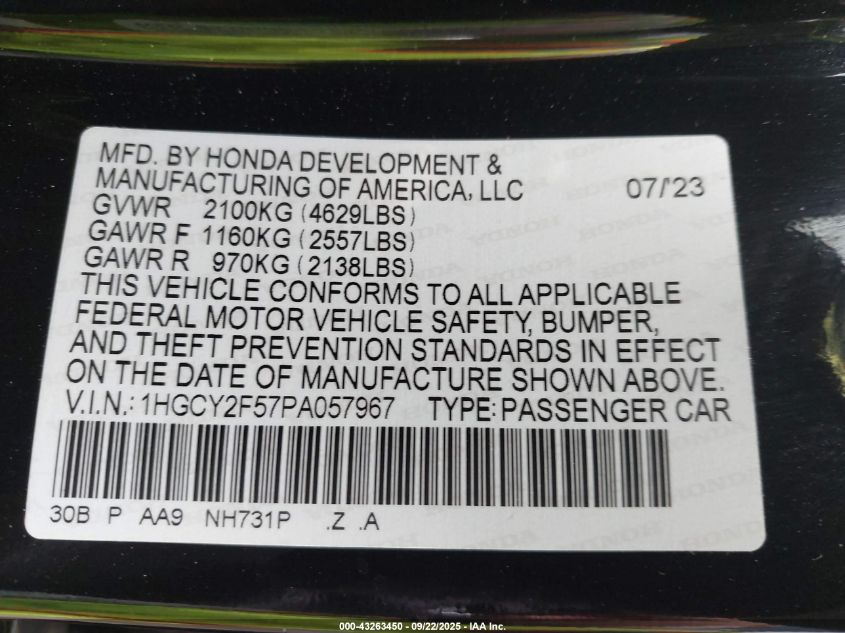 MFD. BY HONDA DEVELOPMENT &
MANUFACTURING OF AMERICA, LLC 07/'23
GVWR 2100KG (4629LBS)
GAWR F 1160KG (2557LBS)
GAWR R 970KG (2138LBS)
THIS VEHICLE CONFORMS TO ALL APPLICABLE
FEDERAL MOTOR VEHICLE SAFETY, BUMPER,
AND THEFT PREVENTION STANDARDS IN EFFECT
ON THE DATE OF MANUFACTURE SHOWN ABOVE.
V.I.N.: 1HGCY2F57PA057967 TYPE: PASSENGER CAR
30B P AA9 NH731P .Z .A
000-43263450 - 09/22/2025 - IAA Inc.